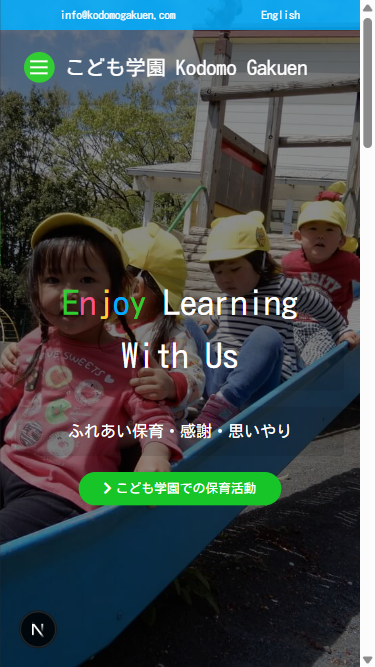 info@kodomogakuen.com English
こども学園 Kodomo Gakuen
Enjoy Learning
With Us
ふれあい保育・感謝・思いやり
こども学園での保育活動
N